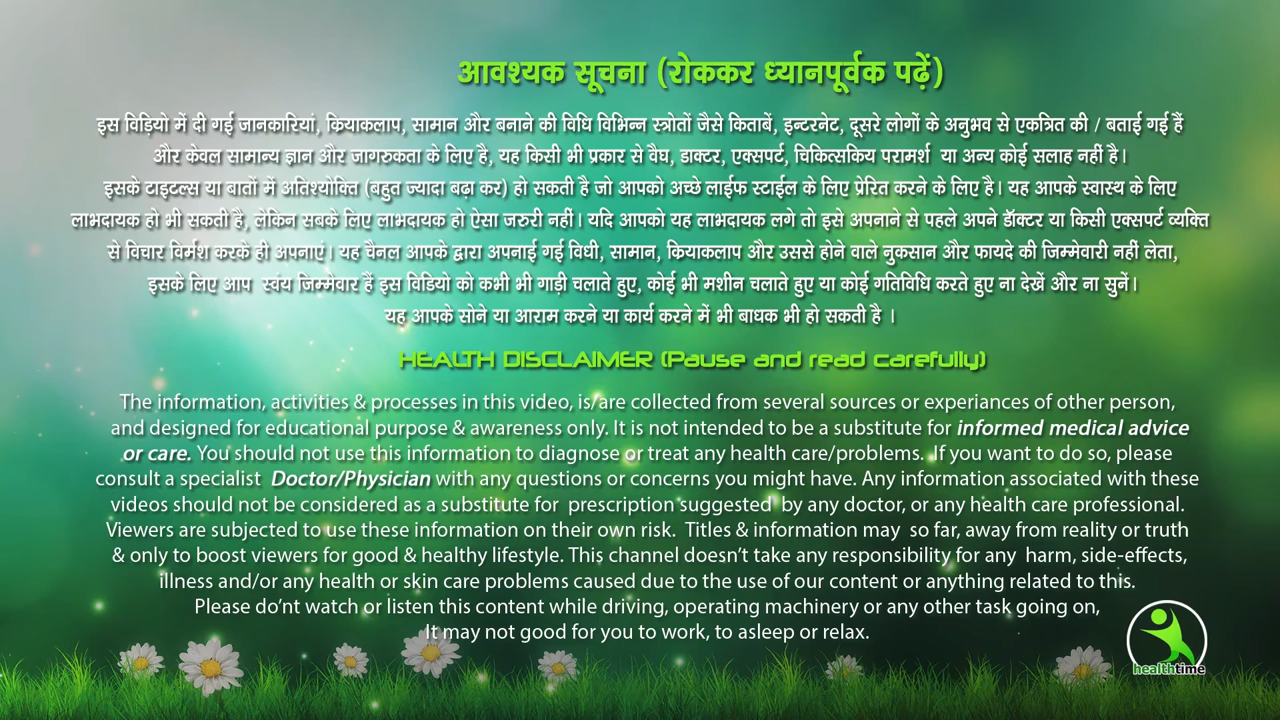 आवश्यक सूचना (रोककर ध्यानपूर्वक पढ़ें)
इस विड़ियो में दी गई जानकारियां, कियाकलाप, सामान और बनाने की विधि विभिन्न स्त्रोतों जैसे किताबें, इन्टरनेट, दूसरे लोगों के अनुभव से एकत्रित की / बताई गई हैं
और केवल सामान्य ज्ञान और जागरुकता के लिए है, यह किसी भी प्रकार से वैघ, डाक्टर, एक्सपर्ट, चिकित्सकिय परामर्श या अन्य कोई सलाह नहीं है।
इसके टाइटल्स या बातों में अतिश्योक्ति (बहुत ज्यादा बढ़ा कर) हो सकती है जो आपको अच्छे लाईफ स्टाईल के लिए प्रेरित करने के लिए है। यह आपके स्वास्थ के लिए
लाभदायक हो भी सकती है, लेकिन सबके लिए लाभदायक हो ऐसा जरुरी नहीं। यदि आपको यह लाभदायक लगे तो इसे अपनाने से पहले अपने डॅाक्टर या किसी एक्सपर्ट व्यक्ति
से विचार विर्मश करके ही अपनाएं। यह चैनल आपके द्वारा अपनाई गई विधी, सामान, कियाकलाप और उससे होने वाले नुकसान और फायदे की जिम्मेवारी नहीं लेता,
इसके लिए आप स्वंय जिम्मेवार हैं इस विडियो को कभी भी गाड़ी चलाते हुए, कोई भी मशीन चलाते हुए या कोई गतिविधि करते हुए ना देखें और ना सुनें।
यह आपके सोने या आराम करने या कार्य करने में भी बाधक भी हो सकती है ।
HEALTH DISCLAIMER (Pause and read carefully)
The information, activities & processes in this video, is/are collected from several sources or experiances of other person,
and designed for educational purpose & awareness only. It is not intended to be a substitute for informed medical advice
or care. You should not use this information to diagnose or treat any health care/problems. If you want to do so, please
consult a specialist Doctor/Physician with any questions or concerns you might have. Any information associated with these
videos should not be considered as a substitute for prescription suggested by any doctor, or any health care professional.
Viewers are subjected to use these information on their own risk. Titles & information may so far, away from reality or truth
& only to boost viewers for good & healthy lifestyle. This channel doesn't take any responsibility for any harm, side-effects,
illness and/or any health or skin care problems caused due to the use of our content or anything related to this.
Please do'nt watch or listen this content while driving, operating machinery or any other task going on,
It may not good for you to work, to asleep or relax.
healthtime